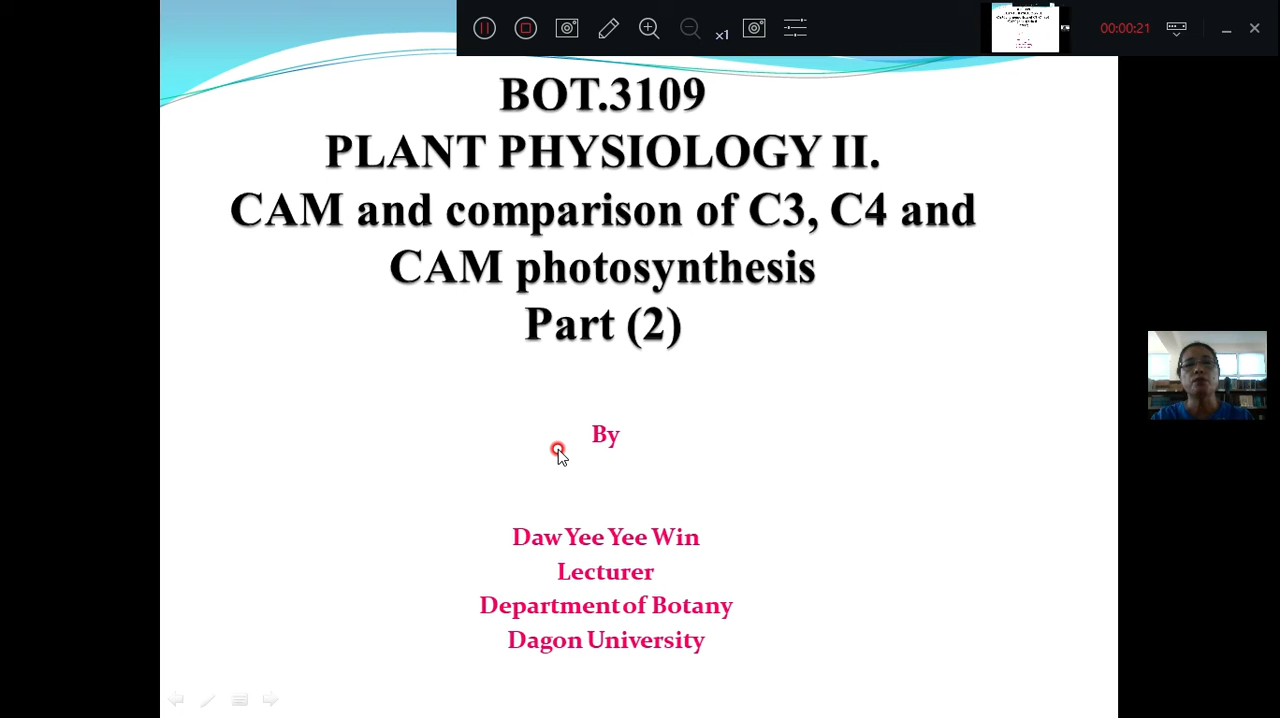 x1
00:00:21
BOT.3109
PLANT PHYSIOLOGY II.
CAM and comparison of C3, C4 and
CAM photosynthesis
Part (2)
By
Daw Yee Yee Win
Lecturer
Department of Botany
Dagon University